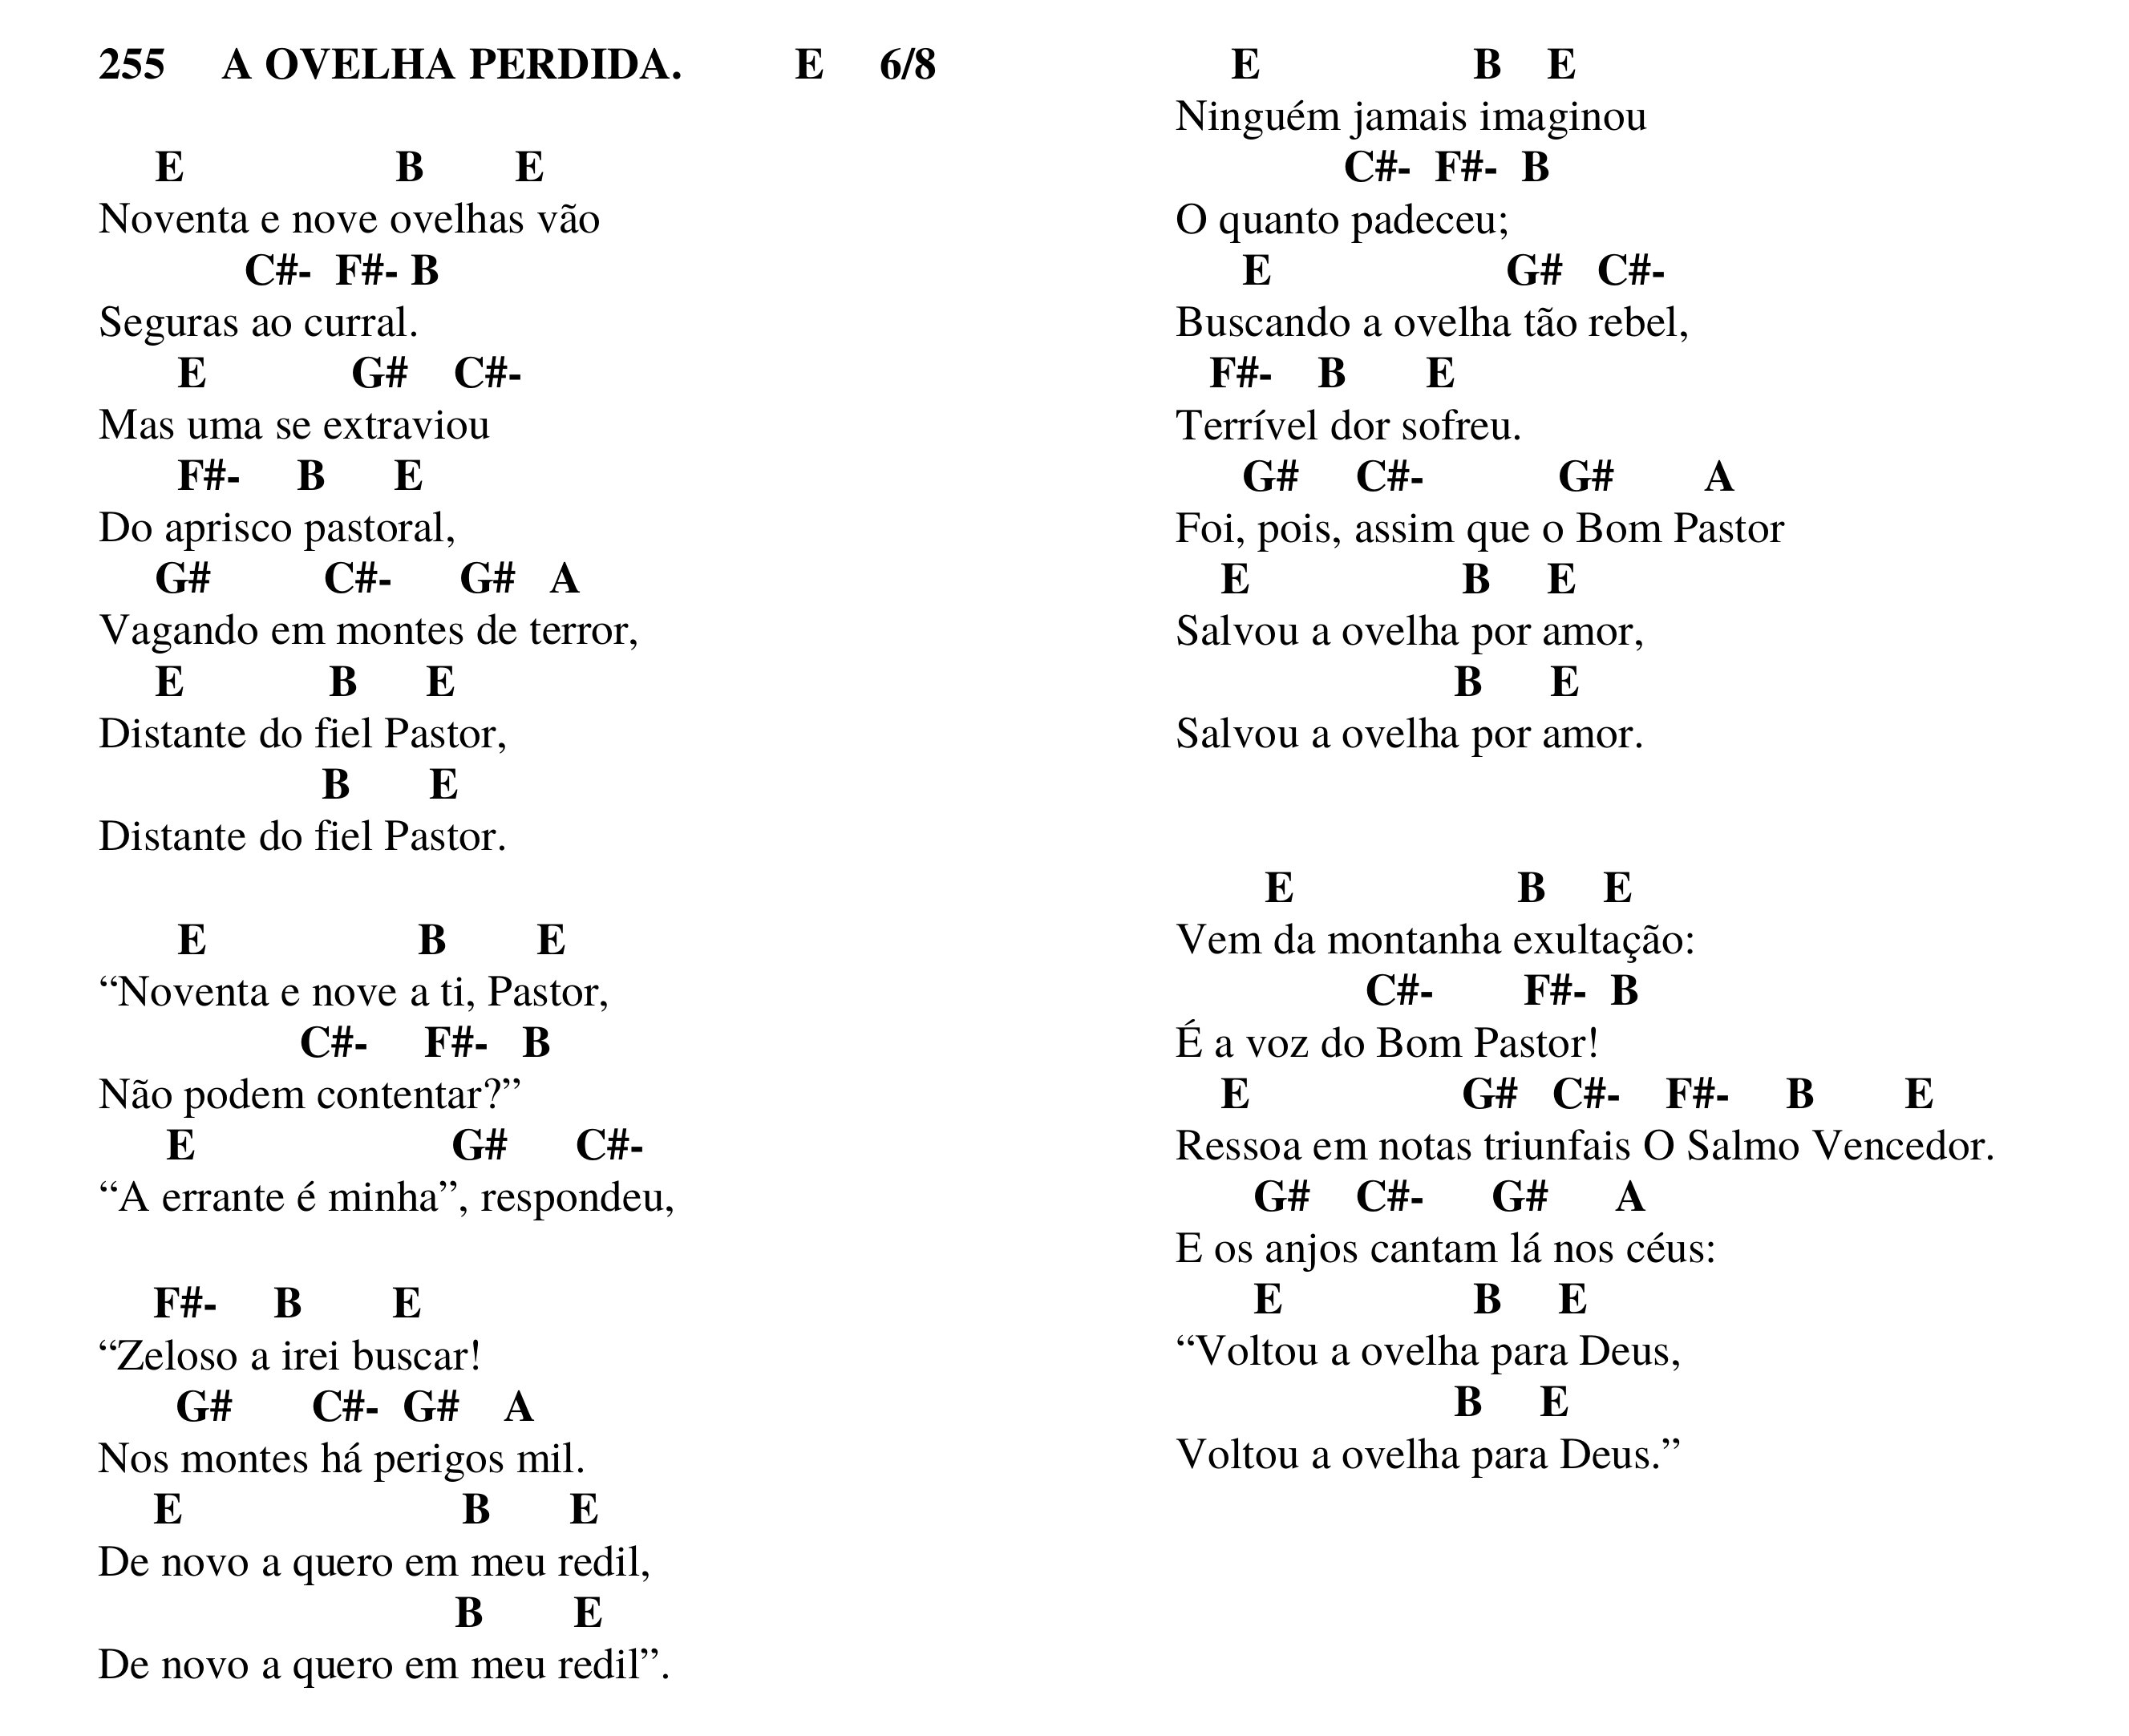 255 A OVELHA PERDIDA. E 6/8
E B E
Noventa e nove ovelhas vão
C#- F#- B
Seguras ao curral.
E G# C#-
Mas uma se extraviou
F#- B E
Do aprisco pastoral,
G# C#- G# A
Vagando em montes de terror,
E B E
Distante do fiel Pastor,
B E
Distante do fiel Pastor.
E B E
“Noventa e nove a ti, Pastor,
C#- F#- B
Não podem contentar?”
E G# C#-
“A errante é minha”, respondeu,
F#- B E
“Zeloso a irei buscar!
G# C#- G# A
Nos montes há perigos mil.
E B E
De novo a quero em meu redil,
B E
De novo a quero em meu redil”.
E B E
Ninguém jamais imaginou
C#- F#- B
O quanto padeceu;
E G# C#-
Buscando a ovelha tão rebel,
F#- B E
Terrível dor sofreu.
G# C#- G# A
Foi, pois, assim que o Bom Pastor
E B E
Salvou a ovelha por amor,
B E
Salvou a ovelha por amor.
E B E
Vem da montanha exultação:
C#- F#- B
É a voz do Bom Pastor!
E G# C#- F#- B E
Ressoa em notas triunfais O Salmo Vencedor.
G# C#- G# A
E os anjos cantam lá nos céus:
E B E
“Voltou a ovelha para Deus,
B E
Voltou a ovelha para Deus.”